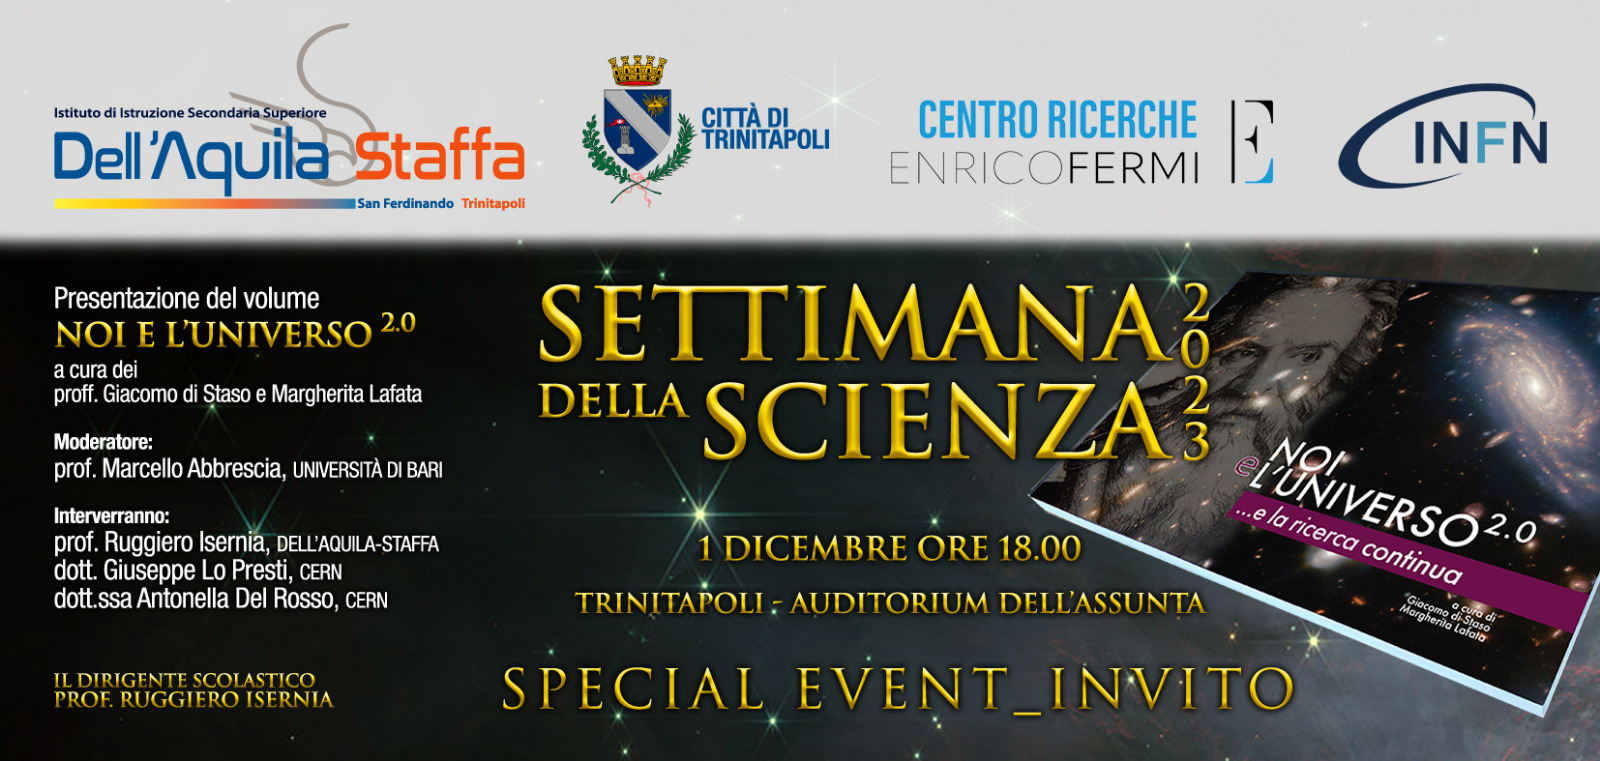 Istituto di Istruzione Secondaria Superiore
Dell'Aquila Staffa
San Ferdinando Trinitapoli
CITTÀ DI
TRINITAPOLI
CENTRO RICERCHE
ENRICOFERMI
E
INFN
Presentazione del volume
NOI E L'UNIVERSO 2.0
a cura dei
proff. Giacomo di Staso e Margherita Lafata
Moderatore:
prof. Marcello Abbrescia, UNIVERSITÀ DI BARI
Interverranno:
prof. Ruggiero Isernia, DELL'AQUILA-STAFFA
dott. Giuseppe Lo Presti, CERN
dott.ssa Antonella Del Rosso, CERN
IL DIRIGENTE SCOLASTICO
PROF. RUGGIERO ISERNIA
SETTIMANA
DELLA SCIENZA
2023
1 DICEMBRE ORE 18.00
TRINITAPOLI - AUDITORIUM DELL'ASSUNTA
SPECIAL EVENT_INVITO
NOI
e L'UNIVERSO 2.0
...e la ricerca continua
a cura di
Giacomo di Staso
Margherita Lafata